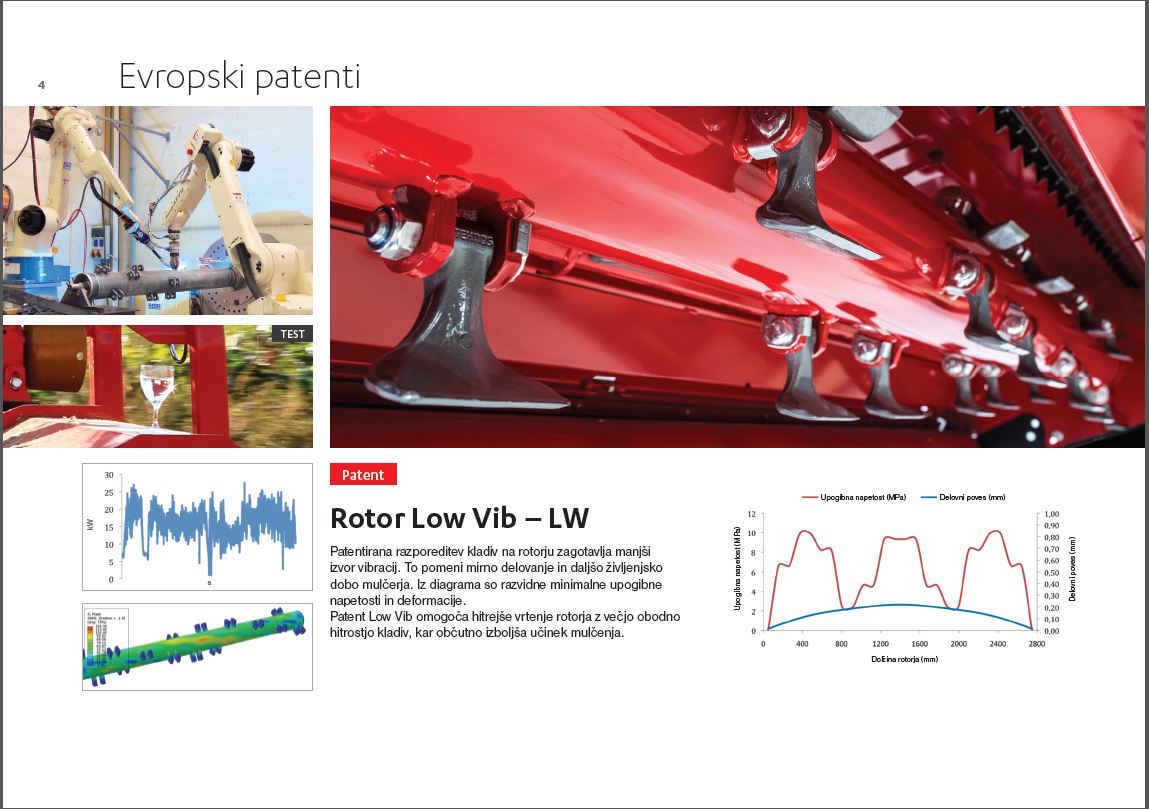 4
Evropski patenti
TEST
Patent
Rotor Low Vib – LW
Patentirana razporeditev kladiv na rotorju zagotavlja manjši
izvor vibracij. To pomeni mirno delovanje in daljšo življenjsko
dobo mulčerja. Iz diagrama so razvidne minimalne upogibne
napetosti in deformacije.
Patent Low Vib omogoča hitrejše vrtenje rotorja z večjo obodno
hitrostjo kladiv, kar občutno izboljša učinek mulčenja.
30
25
20
15
10
5
0
kW
s
Upogibna napetost (MPa)
Delovni poves (mm)
Upogibna napetost (MPa)
12
10
8
6
4
2
0
1,00
0,90
0,80
0,70
0,60
0,50
0,40
0,30
0,20
0,10
0,00
Delovni poves (mm)
0 400 800 1200 1600 2000 2400 2800
Dolžina rotorja (mm)